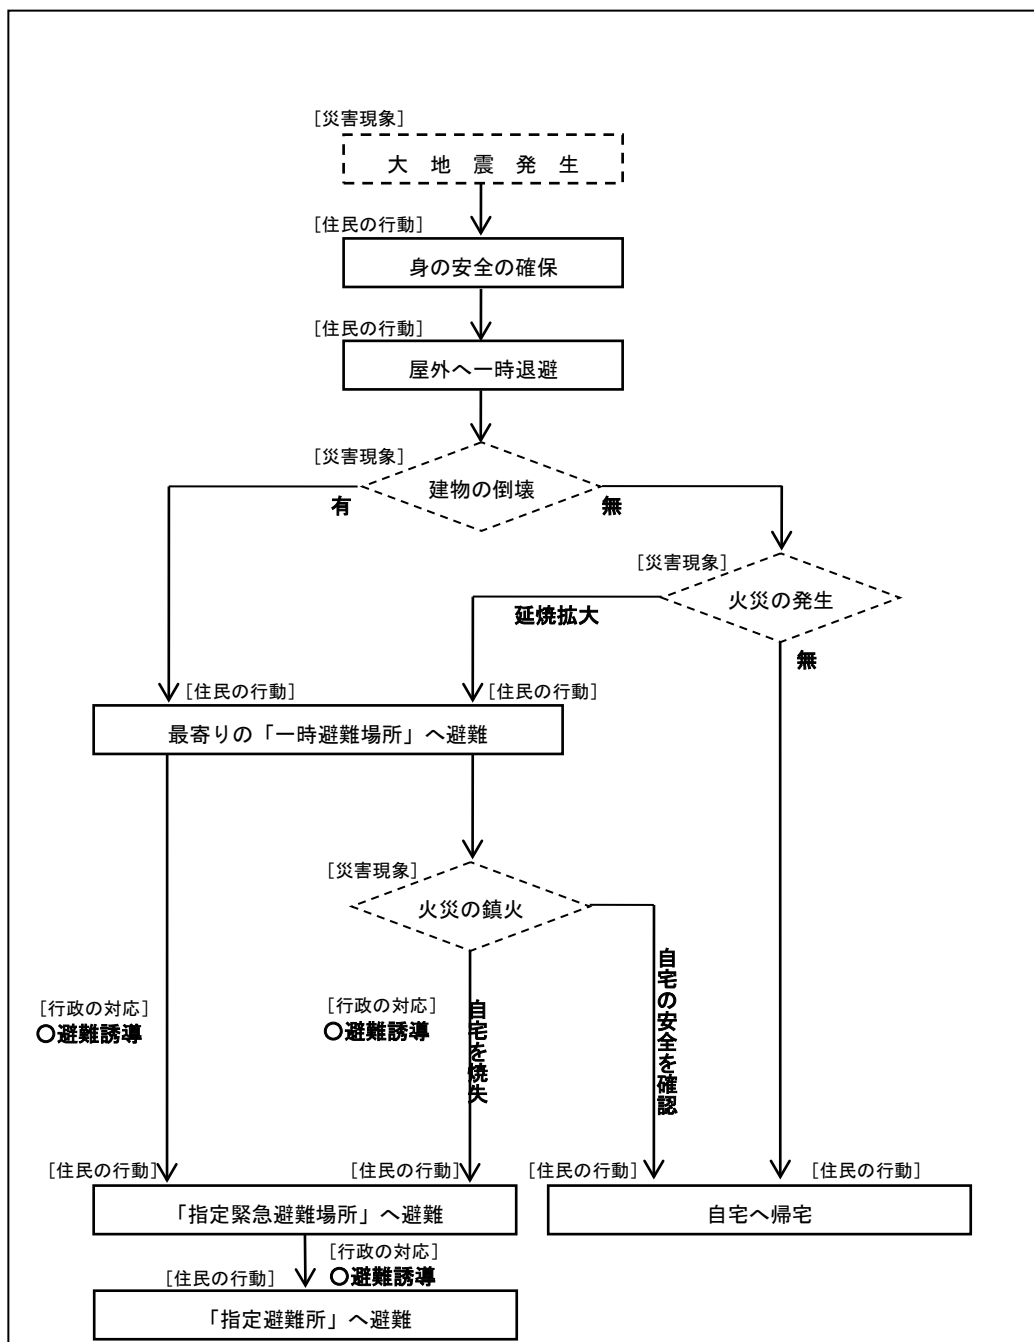 [災害現象]
大 地 震 発 生
[住民の行動]
身の安全の確保
[住民の行動]
屋外へ一時退避
[災害現象]
建物の倒壊
有
無
[災害現象]
火災の発生
延焼拡大
無
[住民の行動]
[住民の行動]
最寄りの「一時避難場所」へ避難
[災害現象]
火災の鎮火
[行政の対応]
○避難誘導
[行政の対応]
○避難誘導
自宅を焼失
自宅の安全を確認
[住民の行動]
[住民の行動]
[住民の行動]
[住民の行動]
「指定緊急避難場所」へ避難
自宅へ帰宅
[行政の対応]
○避難誘導
[住民の行動]
「指定避難所」へ避難